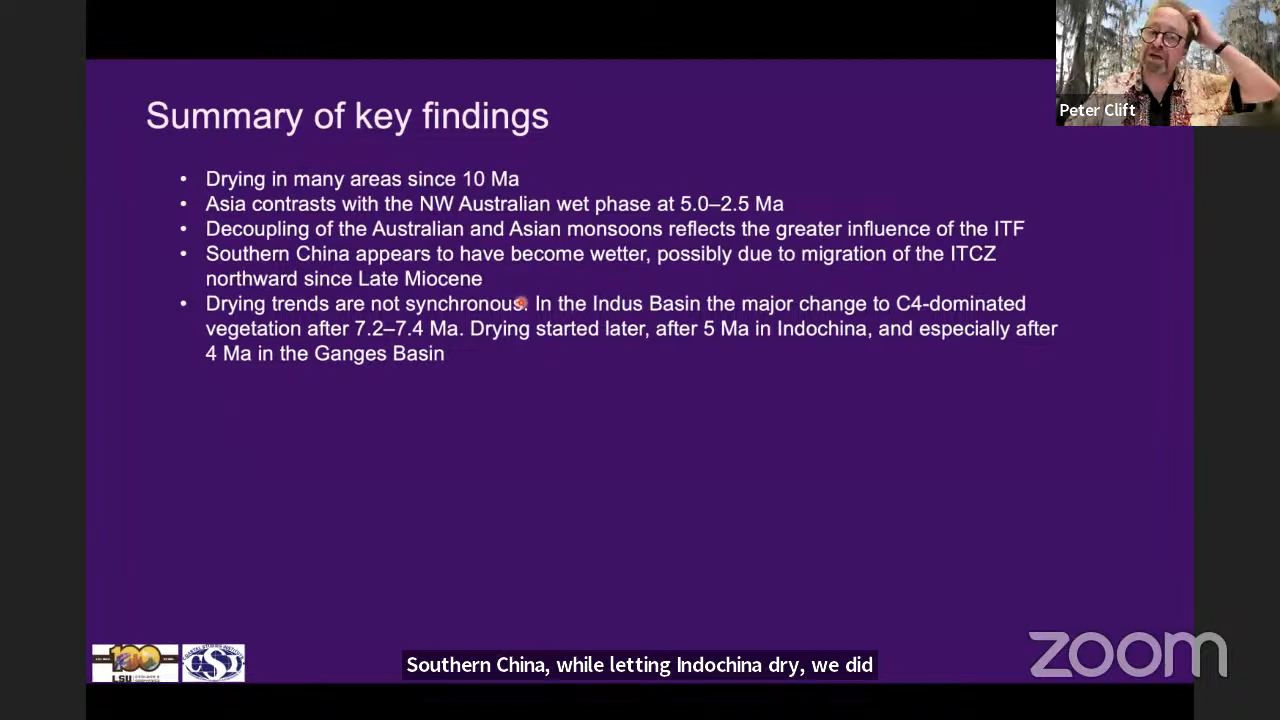 Peter Clift
Summary of key findings
• Drying in many areas since 10 Ma
• Asia contrasts with the NW Australian wet phase at 5.0–2.5 Ma
• Decoupling of the Australian and Asian monsoons reflects the greater influence of the ITF
• Southern China appears to have become wetter, possibly due to migration of the ITCZ
northward since Late Miocene
• Drying trends are not synchronous. In the Indus Basin the major change to C4-dominated
vegetation after 7.2–7.4 Ma. Drying started later, after 5 Ma in Indochina, and especially after
4 Ma in the Ganges Basin
100
LSU
CSI
Southern China, while letting Indochina dry, we did
zoom